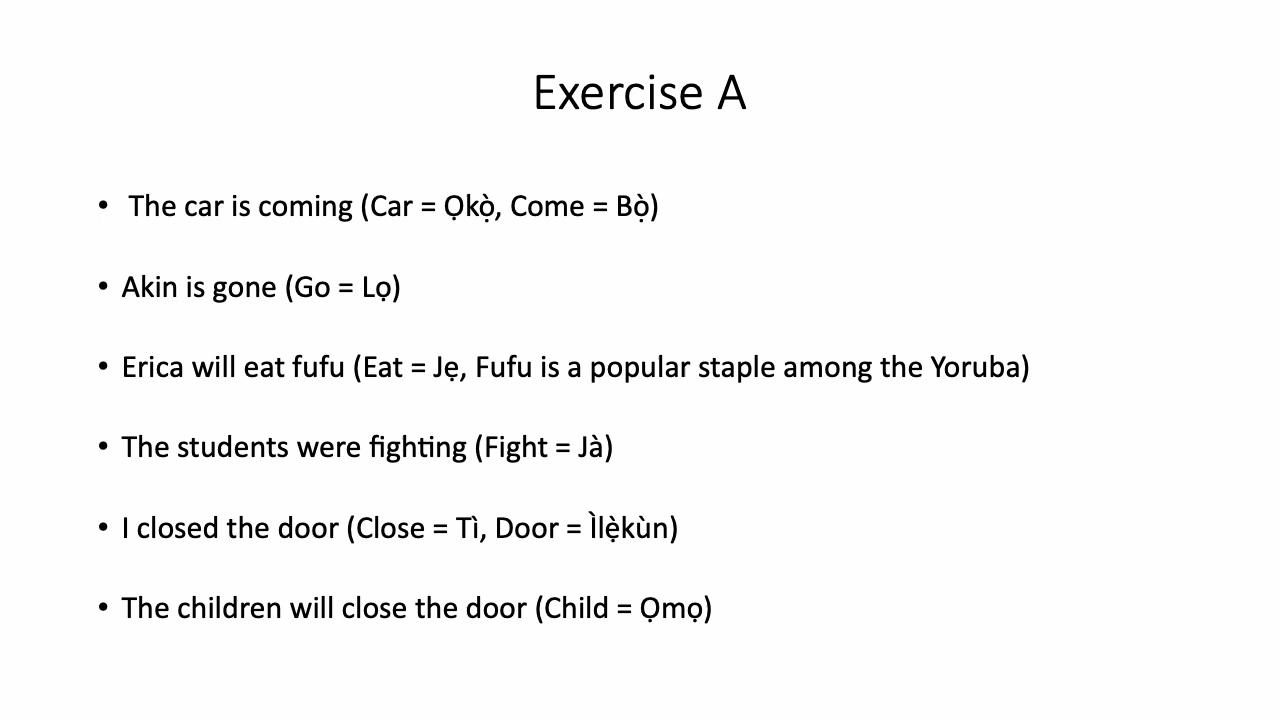 Exercise A
• The car is coming (Car = Ọkọ̀, Come = Bọ̀)
• Akin is gone (Go = Lọ)
• Erica will eat fufu (Eat = Jẹ, Fufu is a popular staple among the Yoruba)
• The students were fighting (Fight = Jà)
• I closed the door (Close = Tì, Door = Ìlẹ̀kùn)
• The children will close the door (Child = Ọmọ)